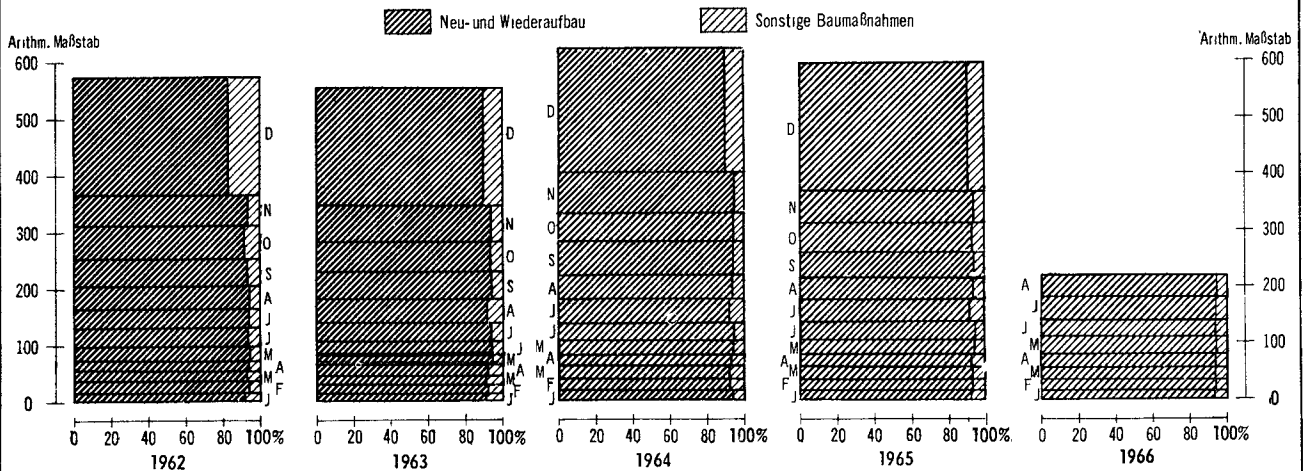 Neu-und Wiederaufbau
Sonstige Baumaßnahmen
Arithm. Maßstab
Arithm. Maßstab
600
500
400
300
200
100
0
D
N
O
S
A
J
J
M
A
M
F
J
D
N
O
S
A
J
J
M
A
M
F
J
D
N
O
S
A
J
J
M
A
M
F
J
D
N
O
S
A
J
J
M
A
M
F
J
A
J
J
M
A
M
F
J
600
500
400
300
200
100
0
0 20 40 60 80 100%
0 20 40 60 80 100%
0 20 40 60 80 100%
0 20 40 60 80 100%
0 20 40 60 80 100%
1962
1963
1964
1965
1966